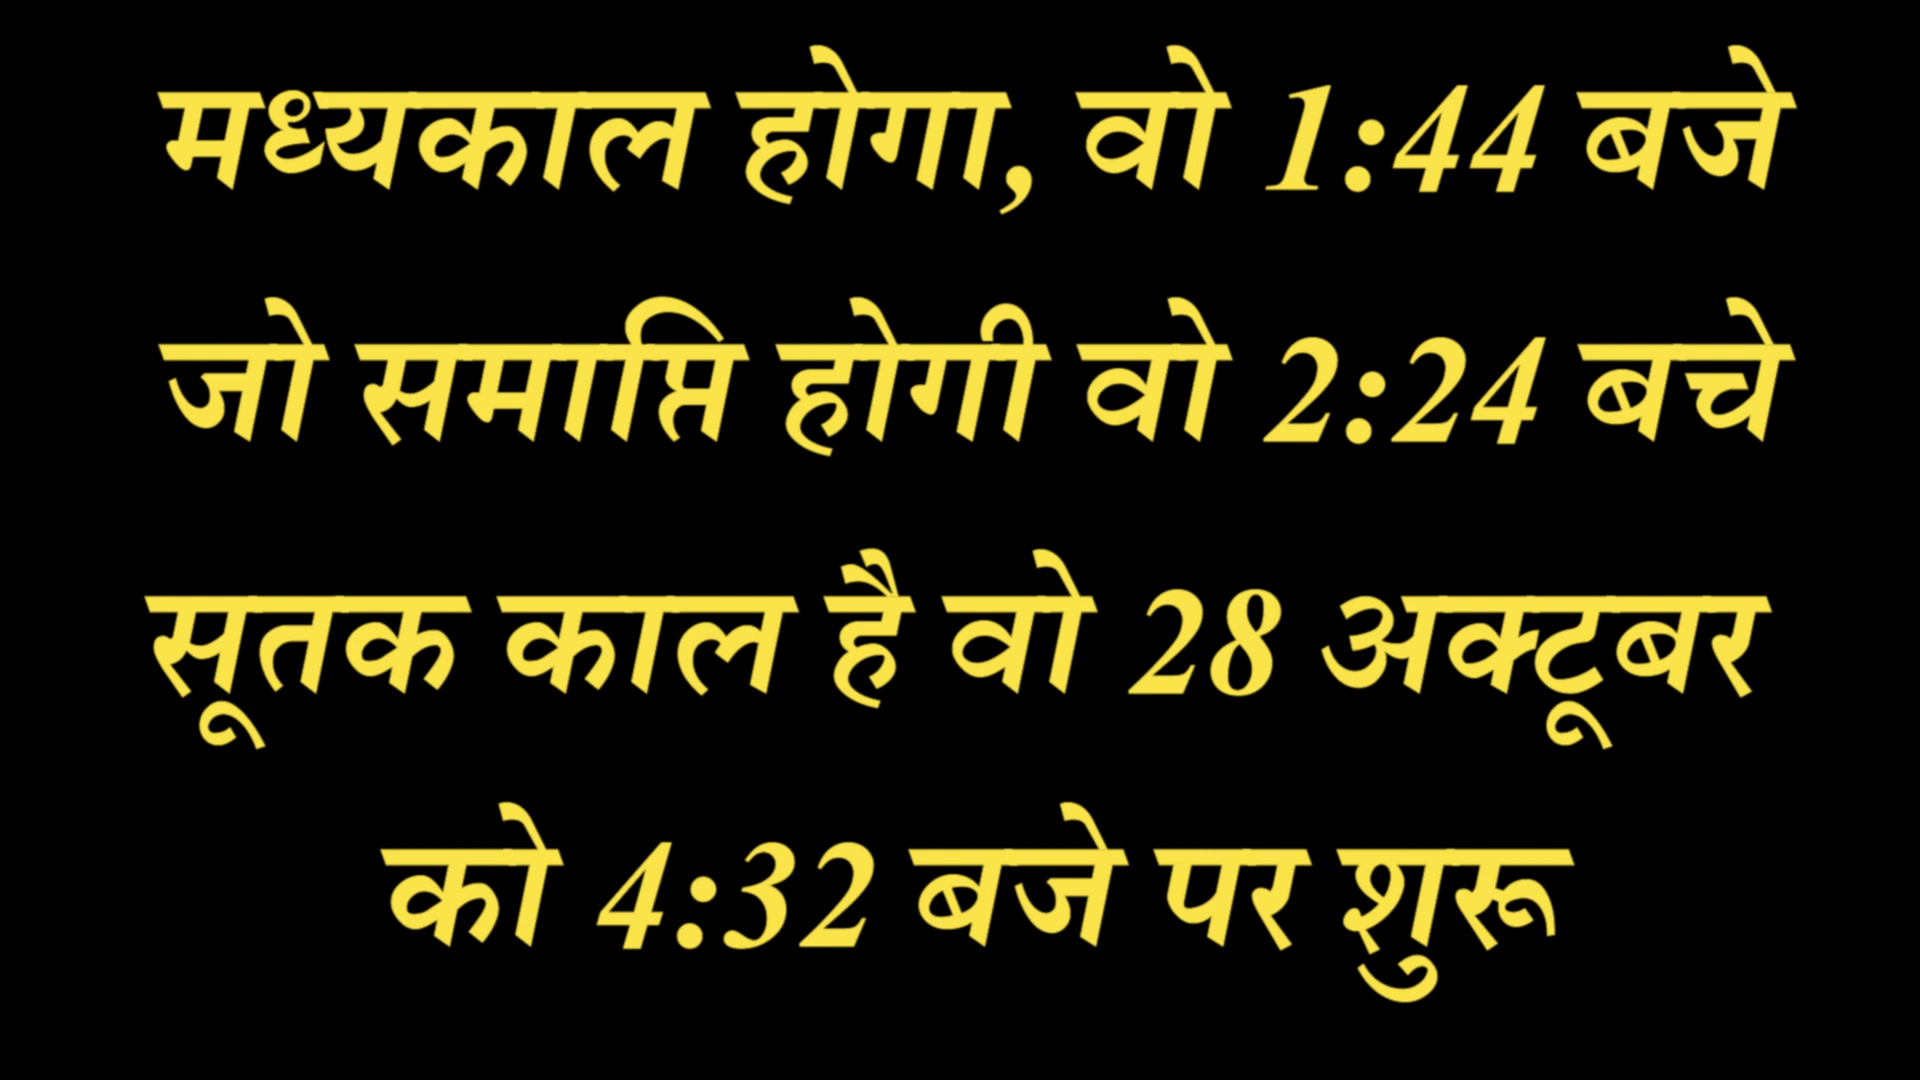 मध्यकाल होगा, वो 1:44 बजे
जो समाप्ति होगी वो 2:24 बचे
सूतक काल है वो 28 अक्टूबर
को 4:32 बजे पर शुरू